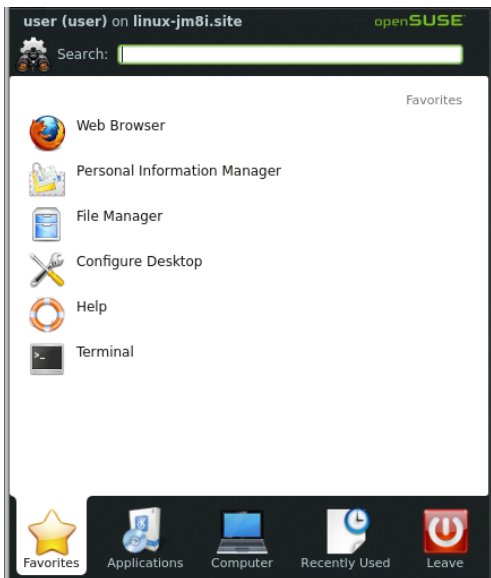 user (user) on linux-jm8i.site openSUSE
Search:
Favorites
Web Browser
Personal Information Manager
File Manager
Configure Desktop
Help
Terminal
>_
Favorites Applications Computer Recently Used Leave